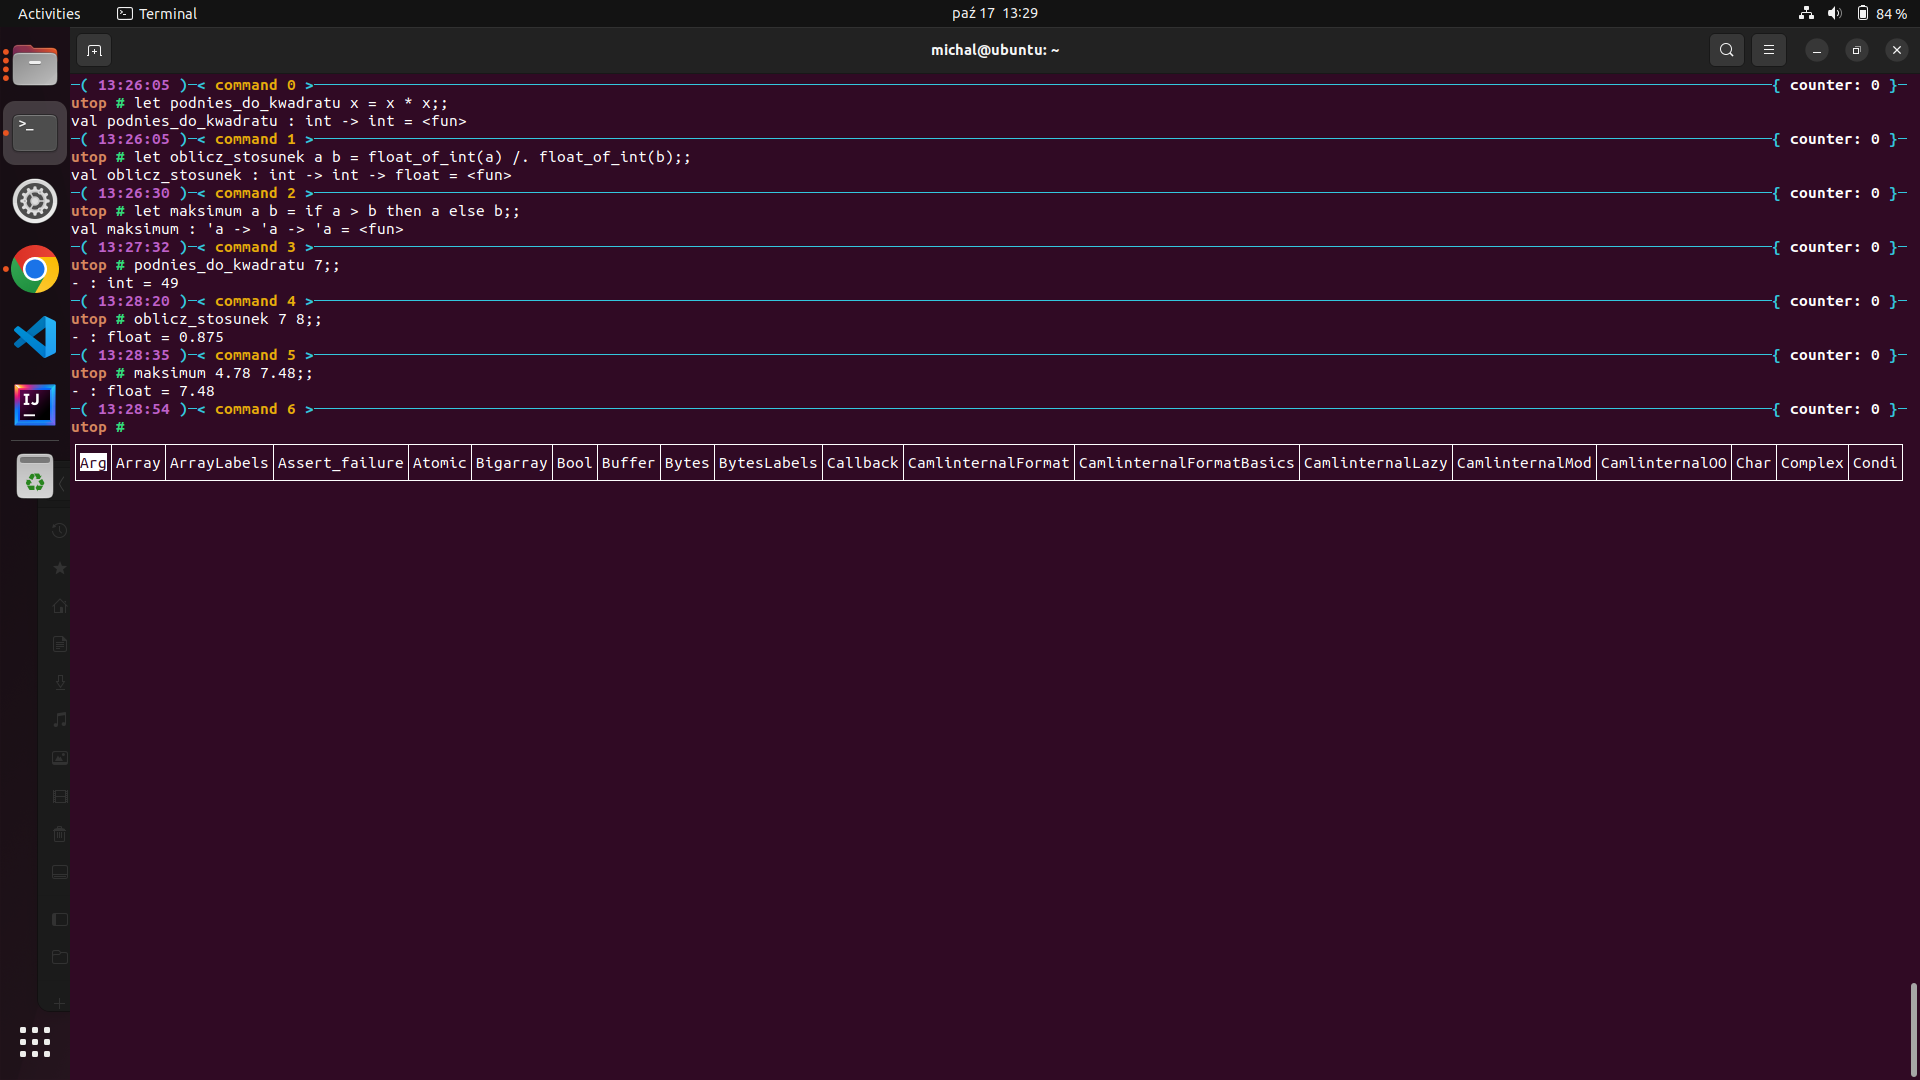 Activities Terminal paź 17 13:29 84 %
michal@ubuntu: ~
─( 13:26:05 )─< command 0 >─{ counter: 0 }─
utop # let podnies_do_kwadratu x = x * x;;
val podnies_do_kwadratu : int -> int = <fun>
─( 13:26:05 )─< command 1 >─{ counter: 0 }─
utop # let oblicz_stosunek a b = float_of_int(a) /. float_of_int(b);;
val oblicz_stosunek : int -> int -> float = <fun>
─( 13:26:30 )─< command 2 >─{ counter: 0 }─
utop # let maksimum a b = if a > b then a else b;;
val maksimum : 'a -> 'a -> 'a = <fun>
─( 13:27:32 )─< command 3 >─{ counter: 0 }─
utop # podnies_do_kwadratu 7;;
- : int = 49
─( 13:28:20 )─< command 4 >─{ counter: 0 }─
utop # oblicz_stosunek 7 8;;
- : float = 0.875
─( 13:28:35 )─< command 5 >─{ counter: 0 }─
utop # maksimum 4.78 7.48;;
- : float = 7.48
─( 13:28:54 )─< command 6 >─{ counter: 0 }─
utop #
Arg│Array│ArrayLabels│Assert_failure│Atomic│Bigarray│Bool│Buffer│Bytes│BytesLabels│Callback│CamlinternalFormat│CamlinternalFormatBasics│CamlinternalLazy│CamlinternalMod│CamlinternalOO│Char│Complex│Condi